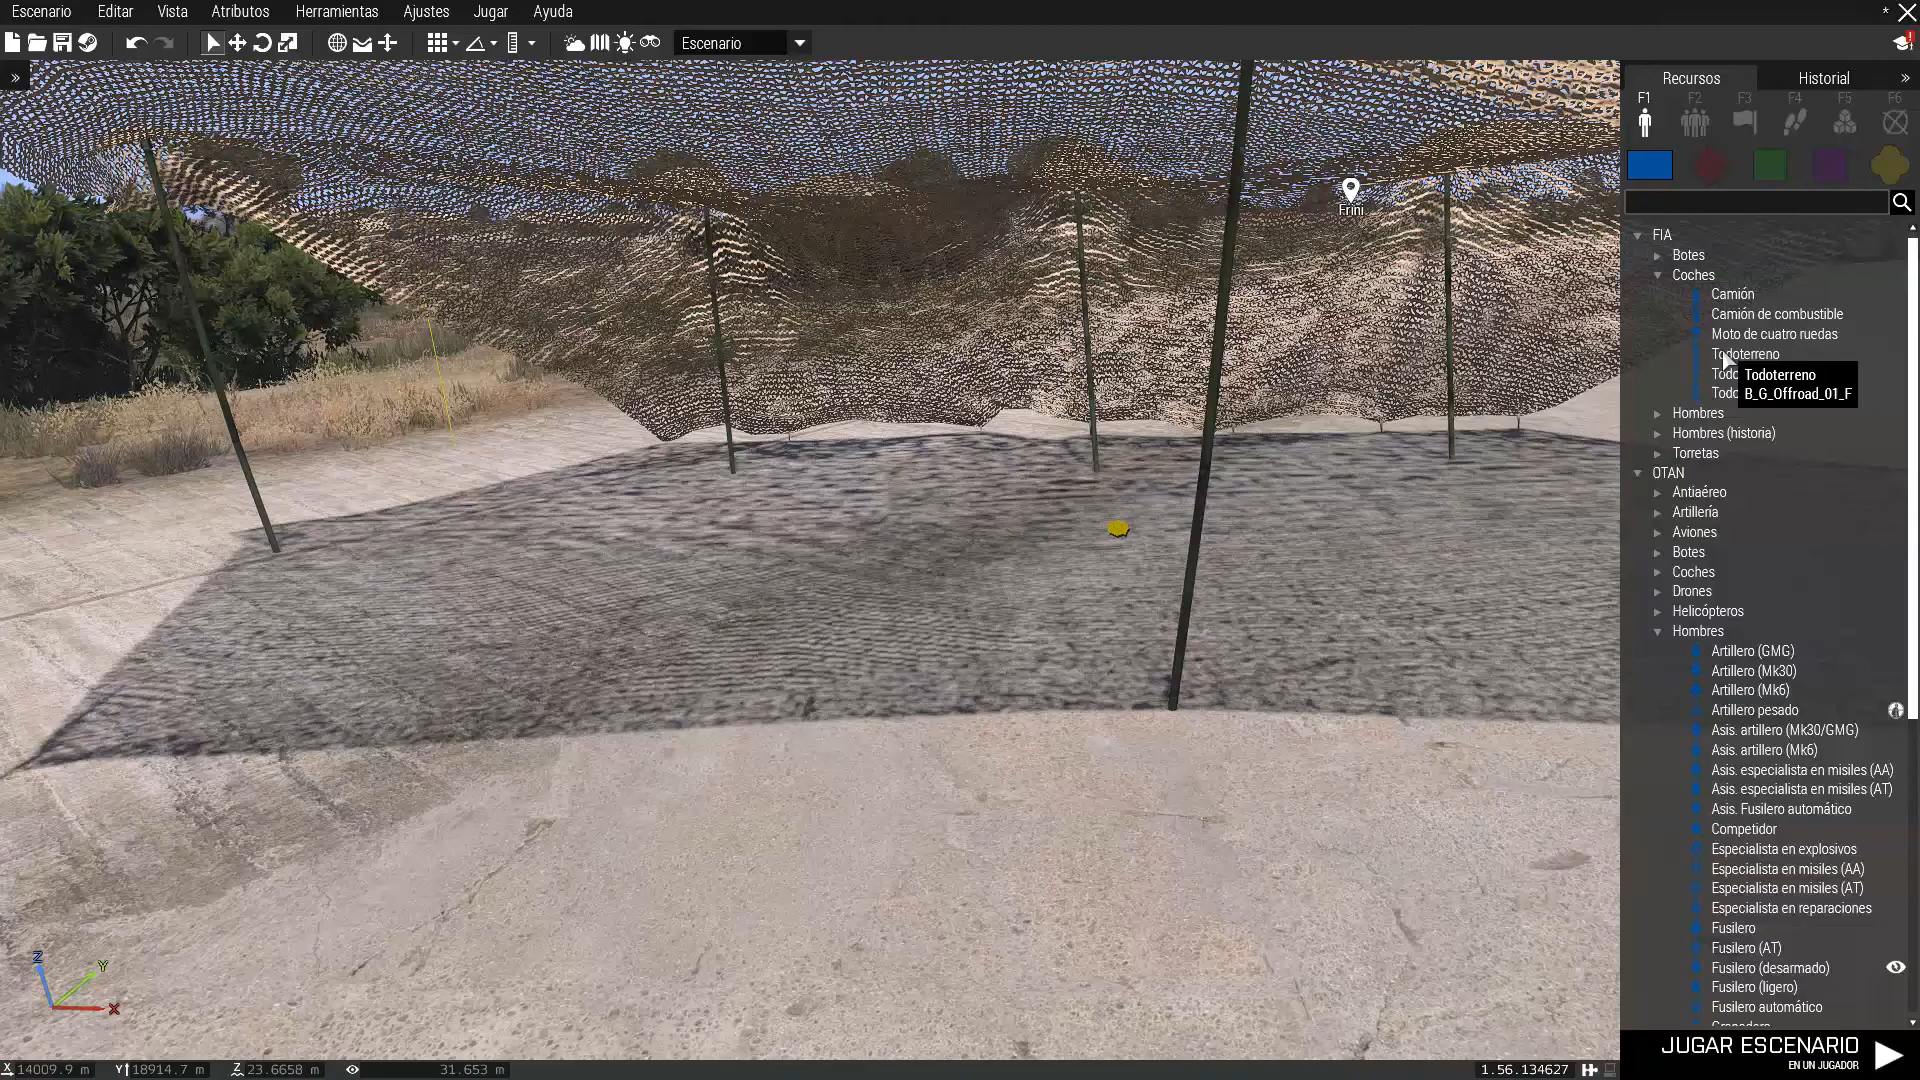 Escenario Editar Vista Atributos Herramientas Ajustes Jugar Ayuda
*
Escenario
Recursos Historial
F1 F2 F3 F4 F5 F6
Frini
FIA
Botes
Coches
Camión
Camión de combustible
Moto de cuatro ruedas
Todoterreno
Todo
Todo
Todoterreno
B_G_Offroad_01_F
Hombres
Hombres (historia)
Torretas
OTAN
Antiaéreo
Artillería
Aviones
Botes
Coches
Drones
Helicópteros
Hombres
Artillero (GMG)
Artillero (Mk30)
Artillero (Mk6)
Artillero pesado
Asis. artillero (Mk30/GMG)
Asis. artillero (Mk6)
Asis. especialista en misiles (AA)
Asis. especialista en misiles (AT)
Asis. Fusilero automático
Competidor
Especialista en explosivos
Especialista en misiles (AA)
Especialista en misiles (AT)
Especialista en reparaciones
Fusilero
Fusilero (AT)
Fusilero (desarmado)
Fusilero (ligero)
Fusilero automático
Z Y X
JUGAR ESCENARIO
EN UN JUGADOR
X 14009.9 m Y 18914.7 m Z 23.6658 m 31.653 m 1.56.134627